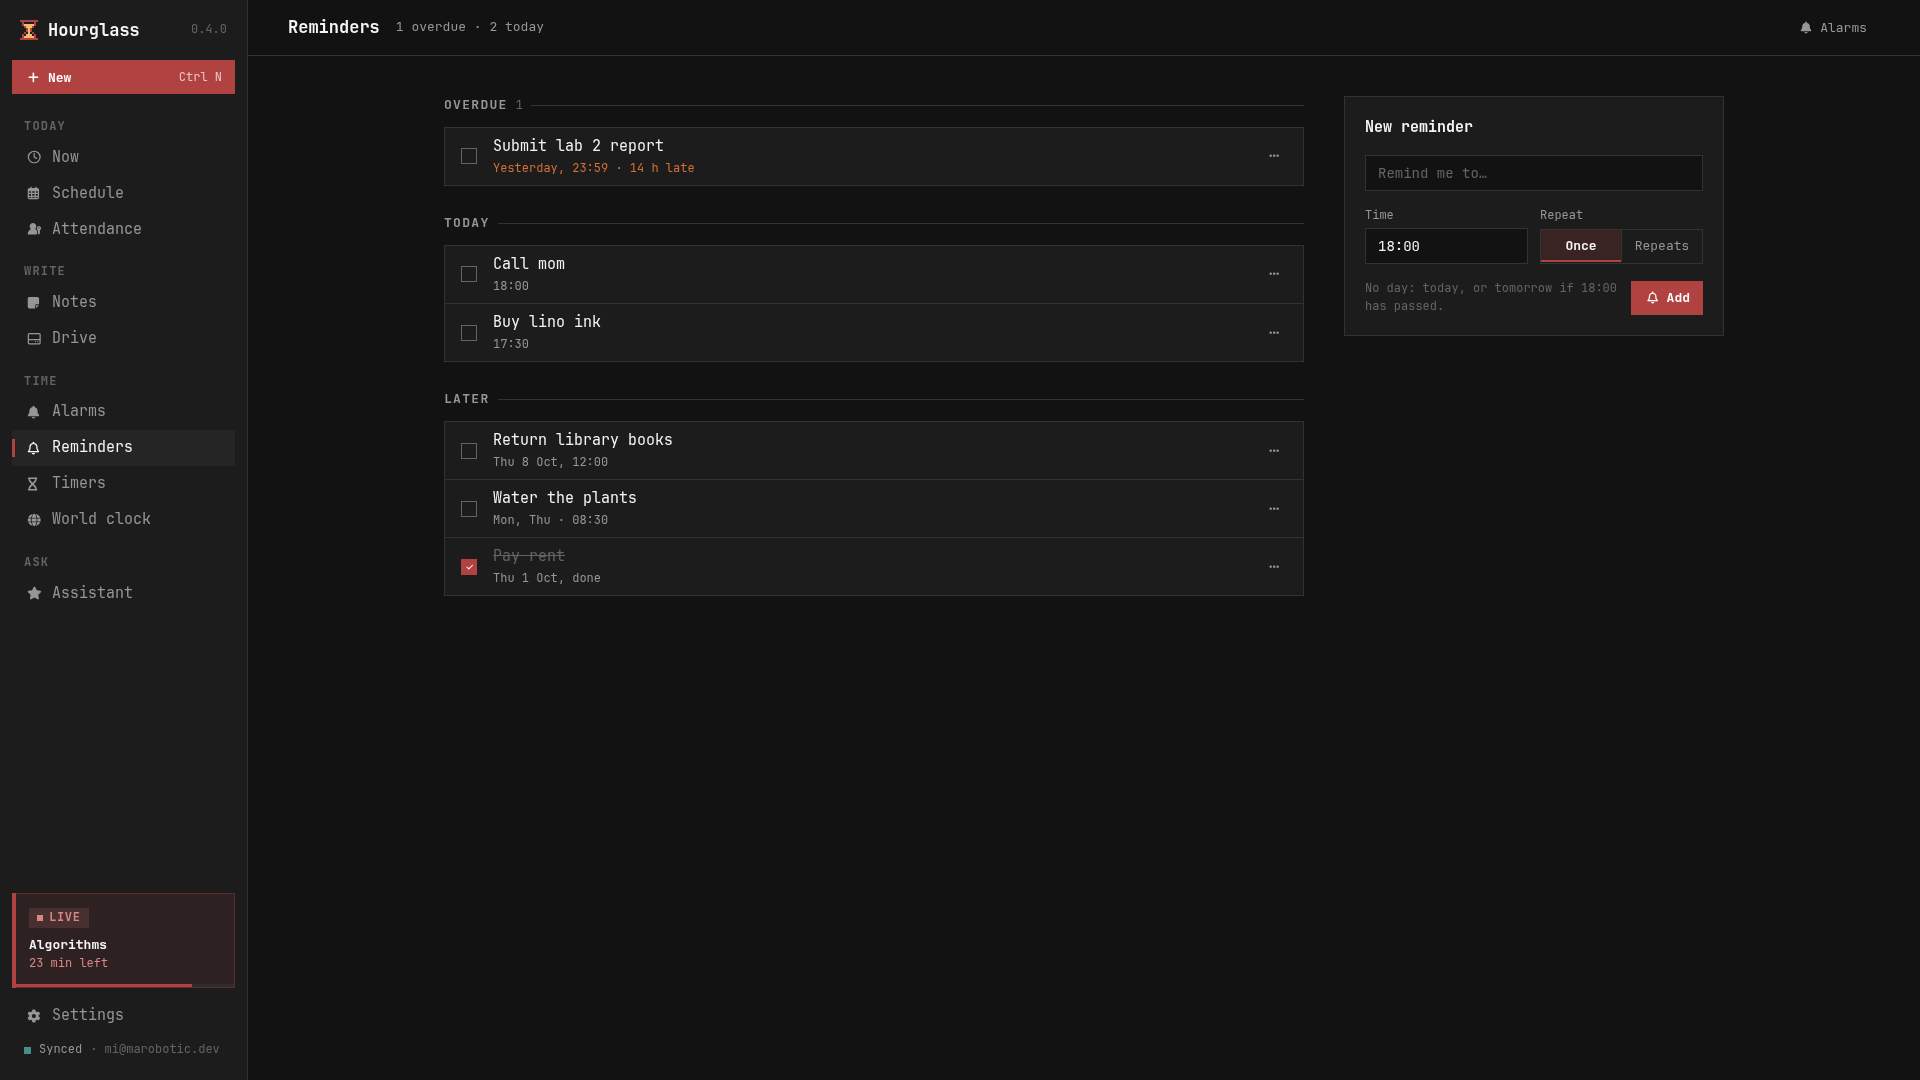 Hourglass 0.4.0
New Ctrl N
TODAY
Now
Schedule
Attendance
WRITE
Notes
Drive
TIME
Alarms
Reminders
Timers
World clock
ASK
Assistant
LIVE
Algorithms
23 min left
Settings
Synced · mi@marobotic.dev
Reminders 1 overdue · 2 today
Alarms
OVERDUE 1
Submit lab 2 report
Yesterday, 23:59 · 14 h late
TODAY
Call mom
18:00
Buy lino ink
17:30
LATER
Return library books
Thu 8 Oct, 12:00
Water the plants
Mon, Thu · 08:30
Pay rent
Thu 1 Oct, done
New reminder
Remind me to…
Time Repeat
18:00 Once Repeats
No day: today, or tomorrow if 18:00
has passed.
Add